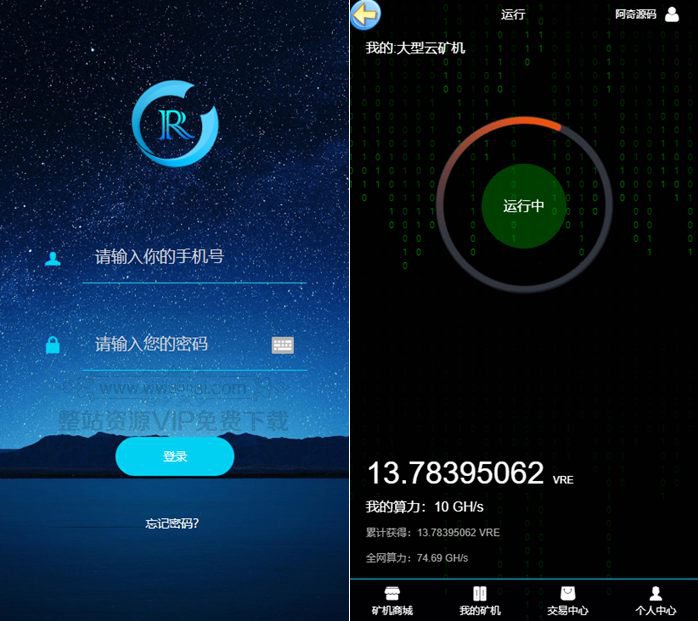 R
请输入你的手机号
请输入您的密码
整站资源VIP免费下载
登录
忘记密码?
运行
阿奇源码
我的:大型云矿机
运行中
13.78395062 VRE
我的算力：10 GH/s
累计获得：13.78395062 VRE
全网算力：74.69 GH/s
矿机商城
我的矿机
交易中心
个人中心